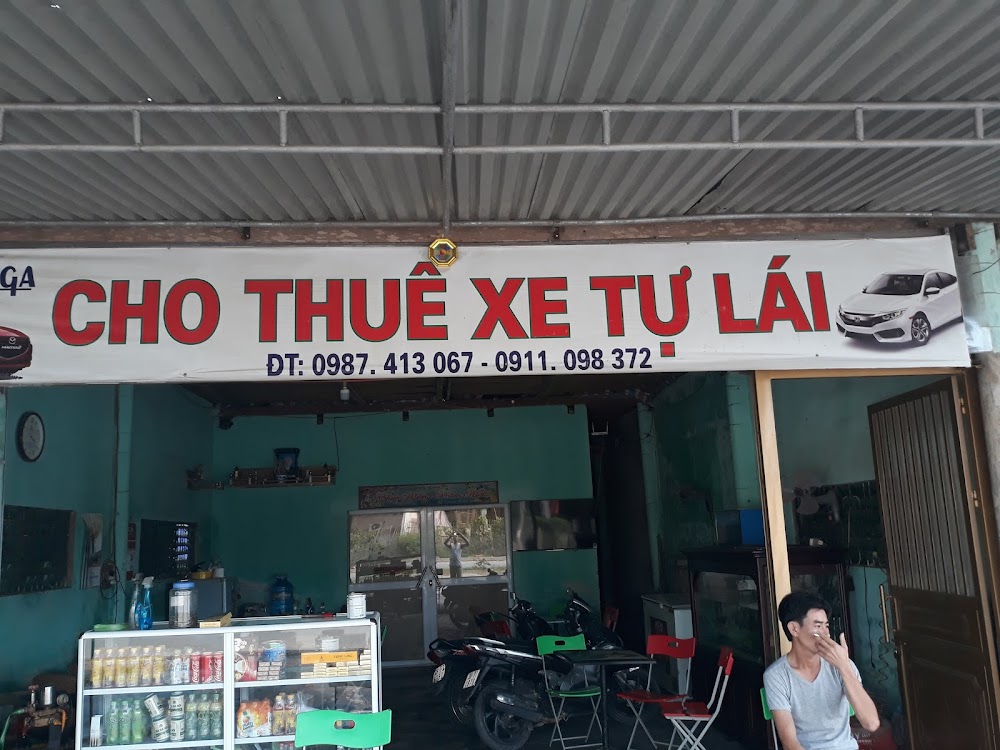 GA
CHO THUÊ XE TỰ LÁI
ĐT: 0987. 413 067 - 0911. 098 372